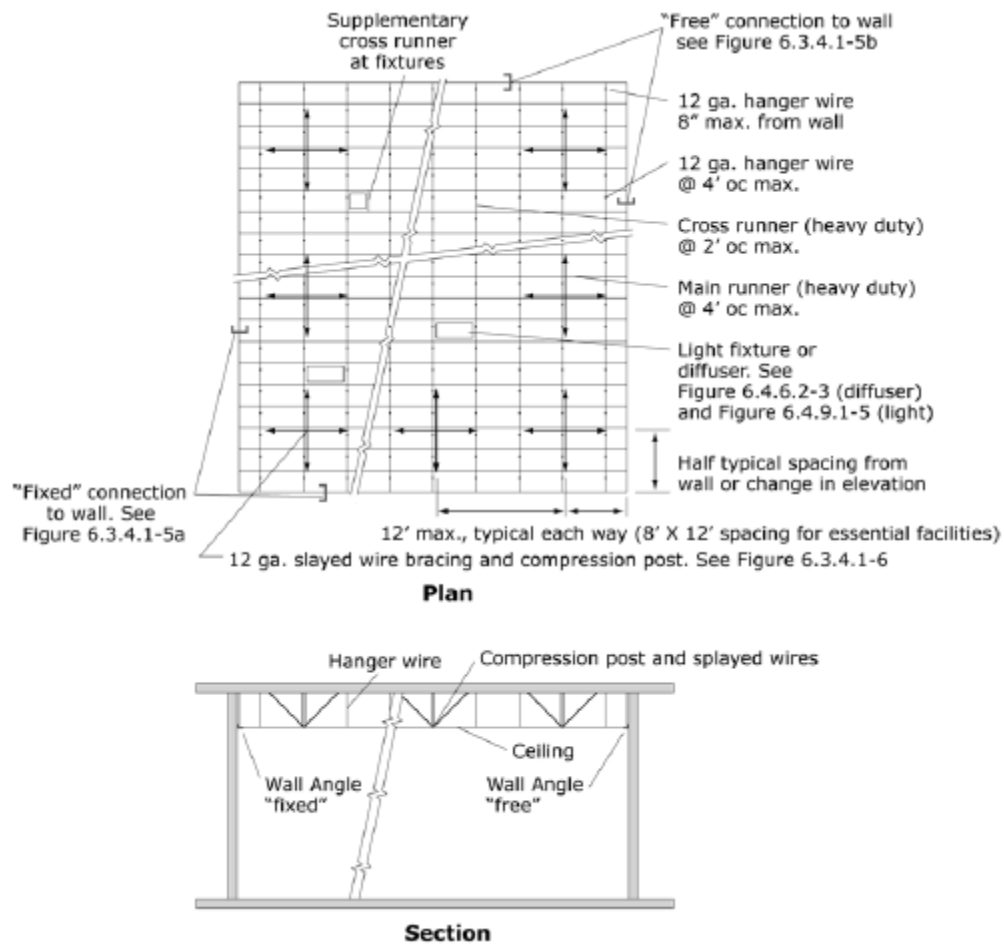 Supplementary
cross runner
at fixtures
"Free" connection to wall
see Figure 6.3.4.1-5b
12 ga. hanger wire
8" max. from wall
12 ga. hanger wire
@ 4' oc max.
Cross runner (heavy duty)
@ 2' oc max.
Main runner (heavy duty)
@ 4' oc max.
Light fixture or
diffuser. See
Figure 6.4.6.2-3 (diffuser)
and Figure 6.4.9.1-5 (light)
Half typical spacing from
wall or change in elevation
"Fixed" connection
to wall. See
Figure 6.3.4.1-5a
12' max., typical each way (8' X 12' spacing for essential facilities)
12 ga. slayed wire bracing and compression post. See Figure 6.3.4.1-6
Plan
Hanger wire
Compression post and splayed wires
Ceiling
Wall Angle
"fixed"
Wall Angle
"free"
Section